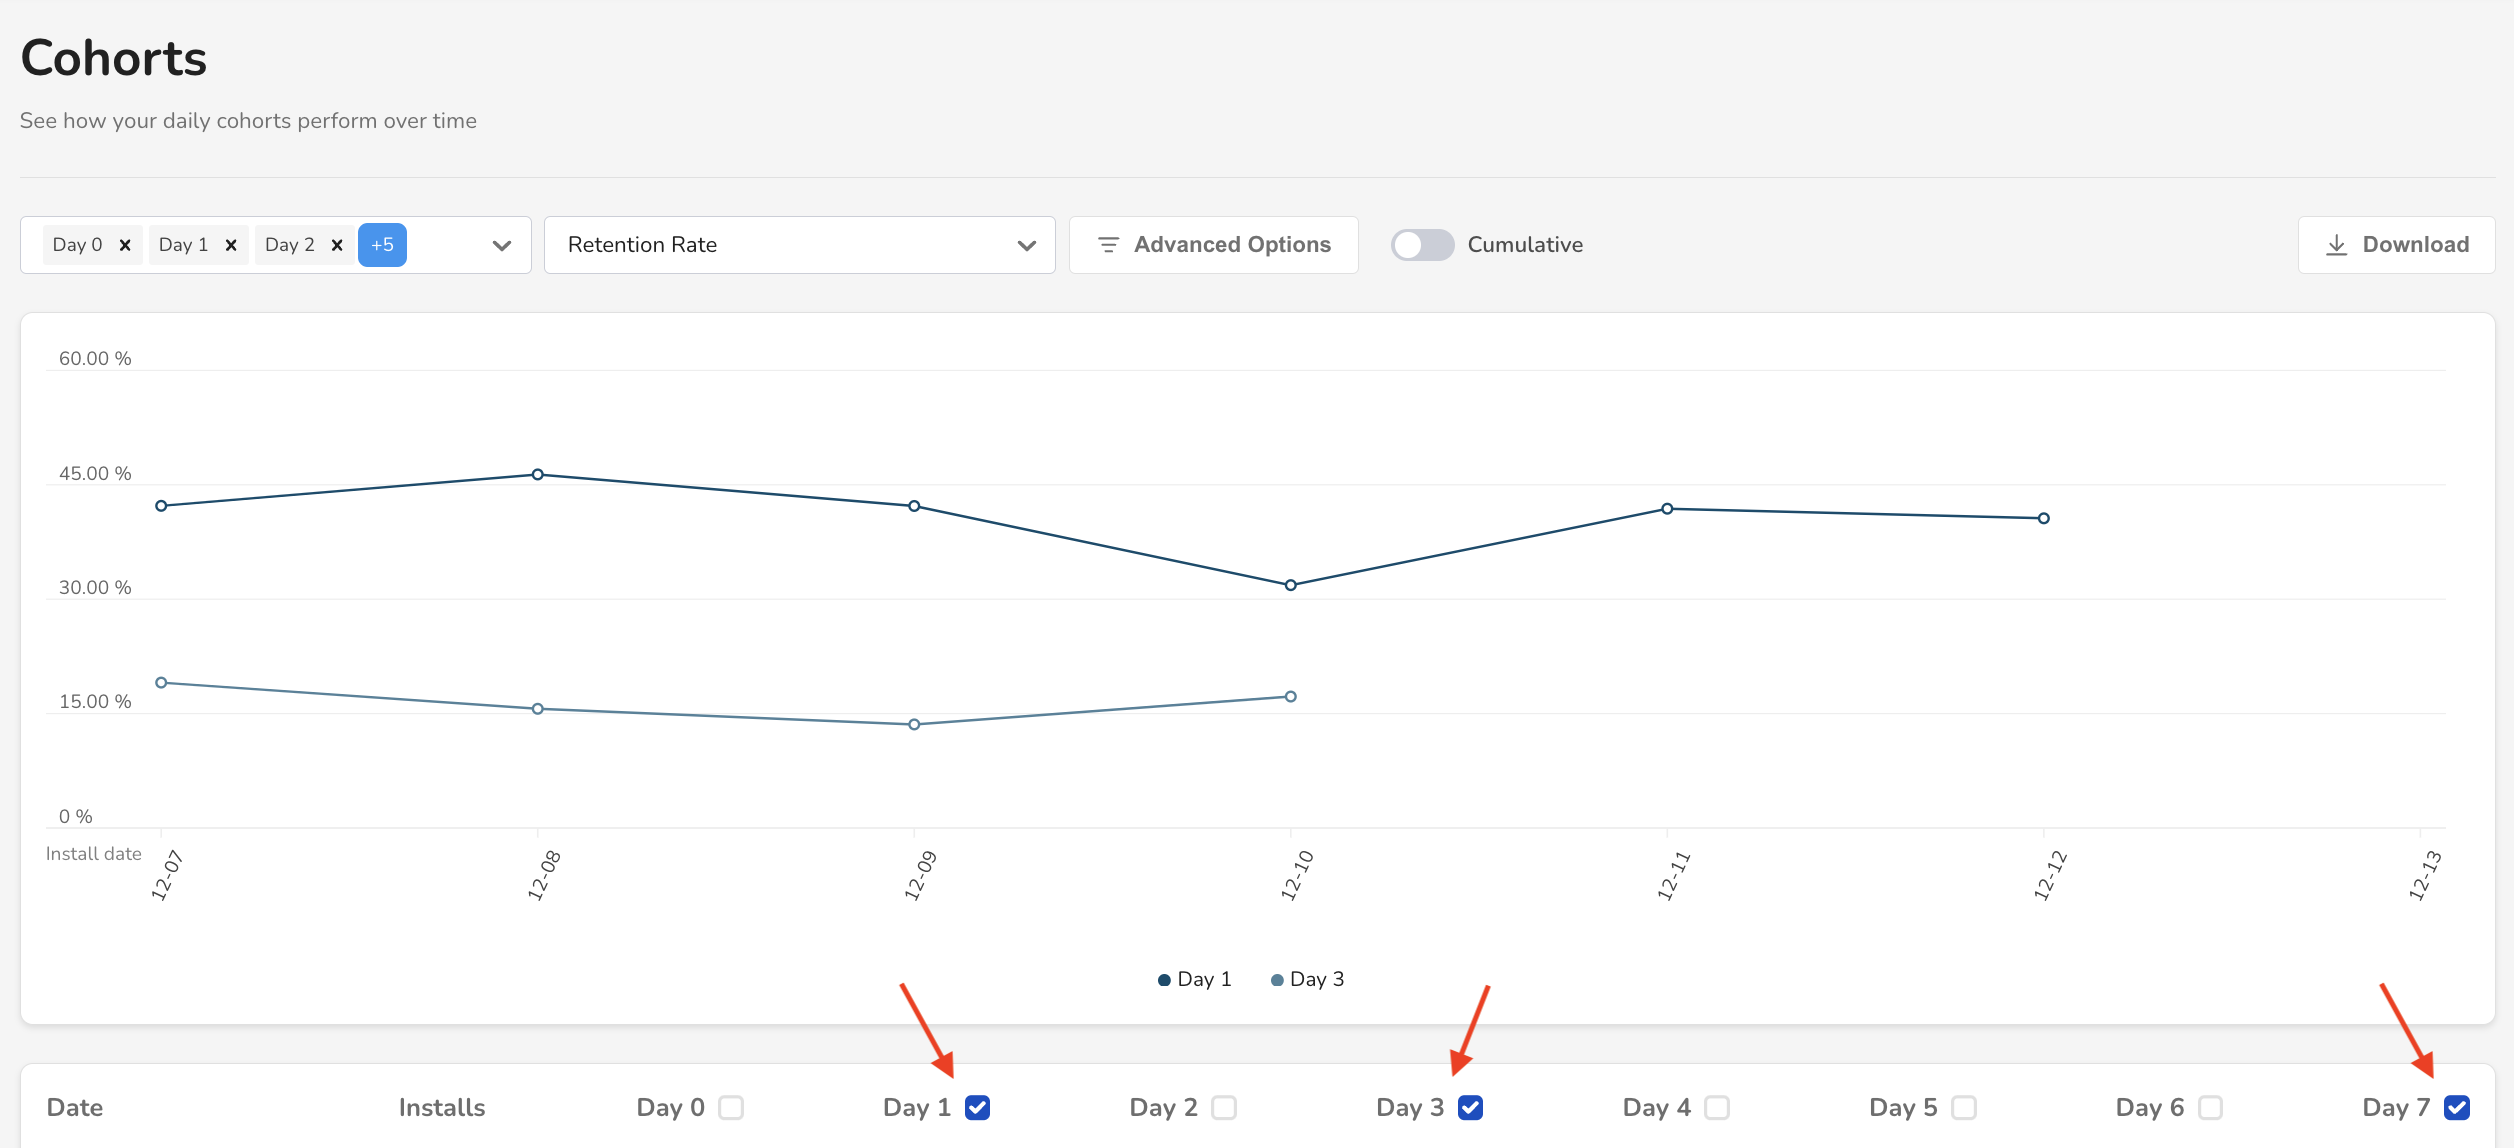 Cohorts
See how your daily cohorts perform over time
Day 0 × Day 1 × Day 2 × +5
Retention Rate
Advanced Options
Cumulative
Download
60.00 %
45.00 %
30.00 %
15.00 %
0 %
Install date
12-07
12-08
12-09
12-10
12-11
12-12
12-13
Day 1 Day 3
Date Installs Day 0 Day 1 Day 2 Day 3 Day 4 Day 5 Day 6 Day 7